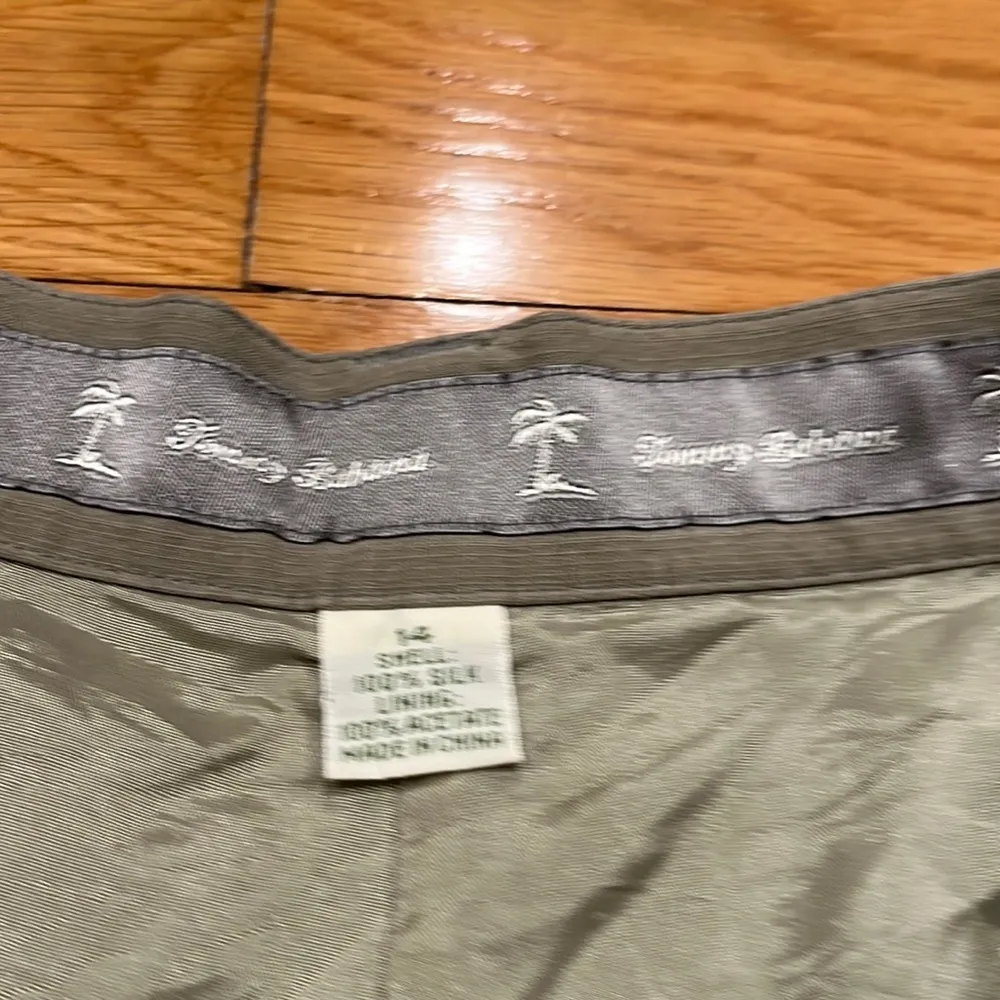 Tommy Bahama
Tommy Bahama
14
SHELL:
100% SILK
LINING:
100% ACETATE
MADE IN CHINA